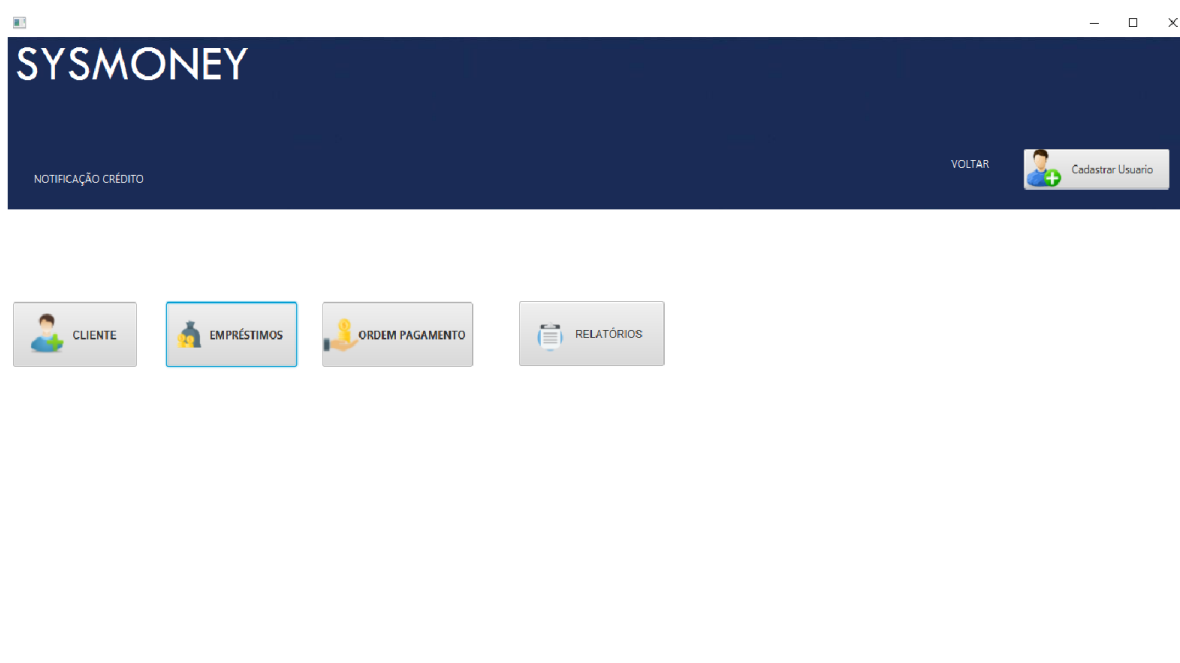 SYSMONEY
VOLTAR
Cadastrar Usuario
NOTIFICAÇÃO CRÉDITO
CLIENTE
EMPRÉSTIMOS
ORDEM PAGAMENTO
RELATÓRIOS